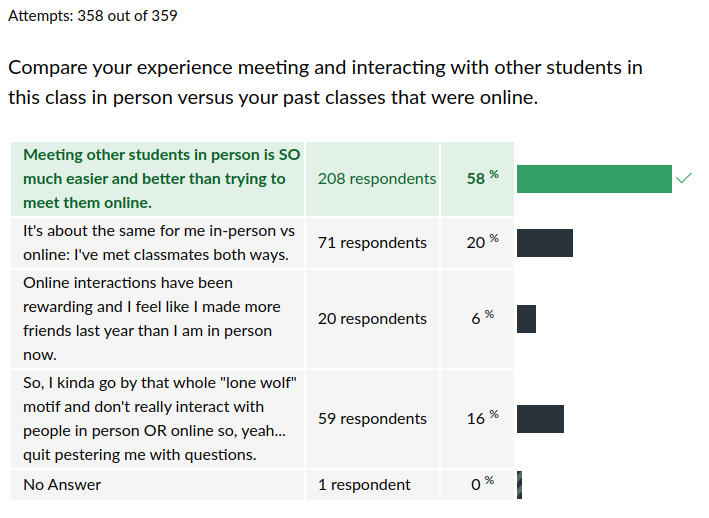 Attempts: 358 out of 359
Compare your experience meeting and interacting with other students in
this class in person versus your past classes that were online.
Meeting other students in person is SO
much easier and better than trying to
meet them online.
208 respondents
58 %
It's about the same for me in-person vs
online: I've met classmates both ways.
71 respondents
20 %
Online interactions have been
rewarding and I feel like I made more
friends last year than I am in person
now.
20 respondents
6 %
So, I kinda go by that whole "lone wolf"
motif and don't really interact with
people in person OR online so, yeah...
quit pestering me with questions.
59 respondents
16 %
No Answer
1 respondent
0 %